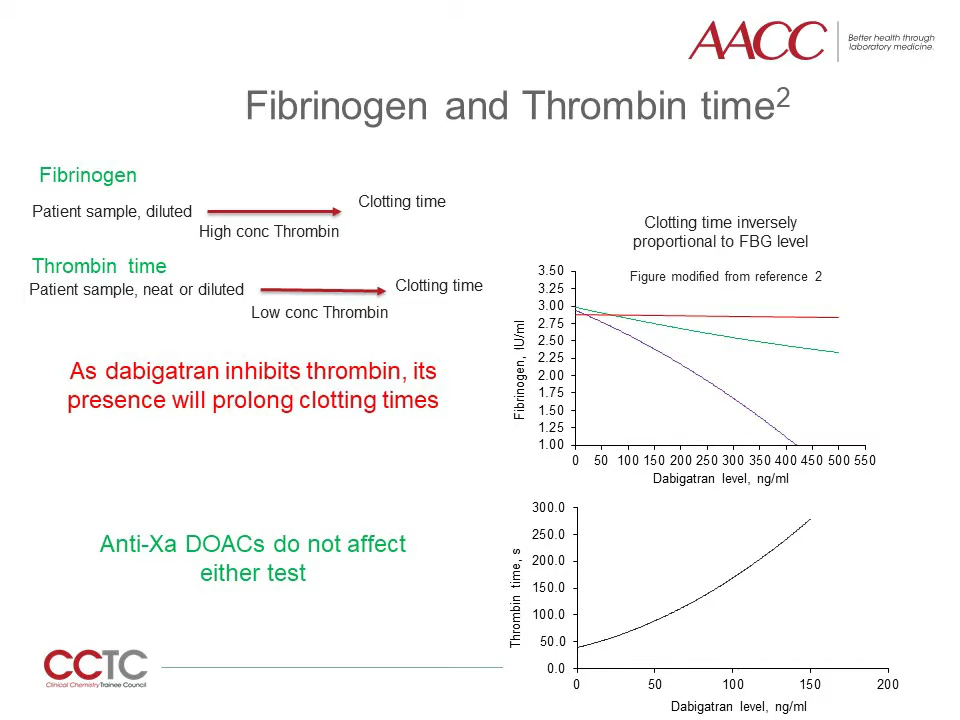 AACC
Better health through
laboratory medicine.
Fibrinogen and Thrombin time2
Fibrinogen
Patient sample, diluted
Clotting time
High conc Thrombin
Thrombin time
Patient sample, neat or diluted
Clotting time
Low conc Thrombin
As dabigatran inhibits thrombin, its
presence will prolong clotting times
Anti-Xa DOACs do not affect
either test
Clotting time inversely
proportional to FBG level
Figure modified from reference 2
Fibrinogen, IU/ml
3.50
3.25
3.00
2.75
2.50
2.25
2.00
1.75
1.50
1.25
1.00
0 50 100 150 200 250 300 350 400 450 500 550
Dabigatran level, ng/ml
Thrombin time, s
300.0
250.0
200.0
150.0
100.0
50.0
0.0
0 50 100 150 200
Dabigatran level, ng/ml
CCTC
Clinical Chemistry Trainee Council